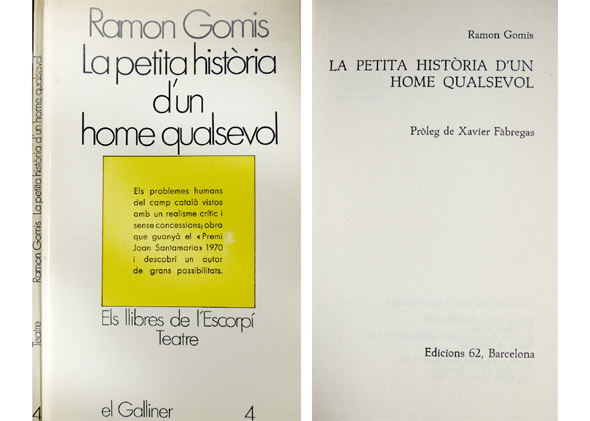 Ramon Gomis
La petita història
d'un
home qualsevol
Els problemes humans
del camp català vistos
amb un realisme crític i
sense concessions; obra
que guanyà el «Premi
Joan Santamaria» 1970
i descobrí un autor
de grans possibilitats.
Els llibres de l'Escorpí
Teatre
el Galliner 4
Ramon Gomis La petita història d'un home qualsevol
Teatre
4
Ramon Gomis
LA PETITA HISTÒRIA D'UN
HOME QUALSEVOL
Pròleg de Xavier Fàbregas
Edicions 62, Barcelona